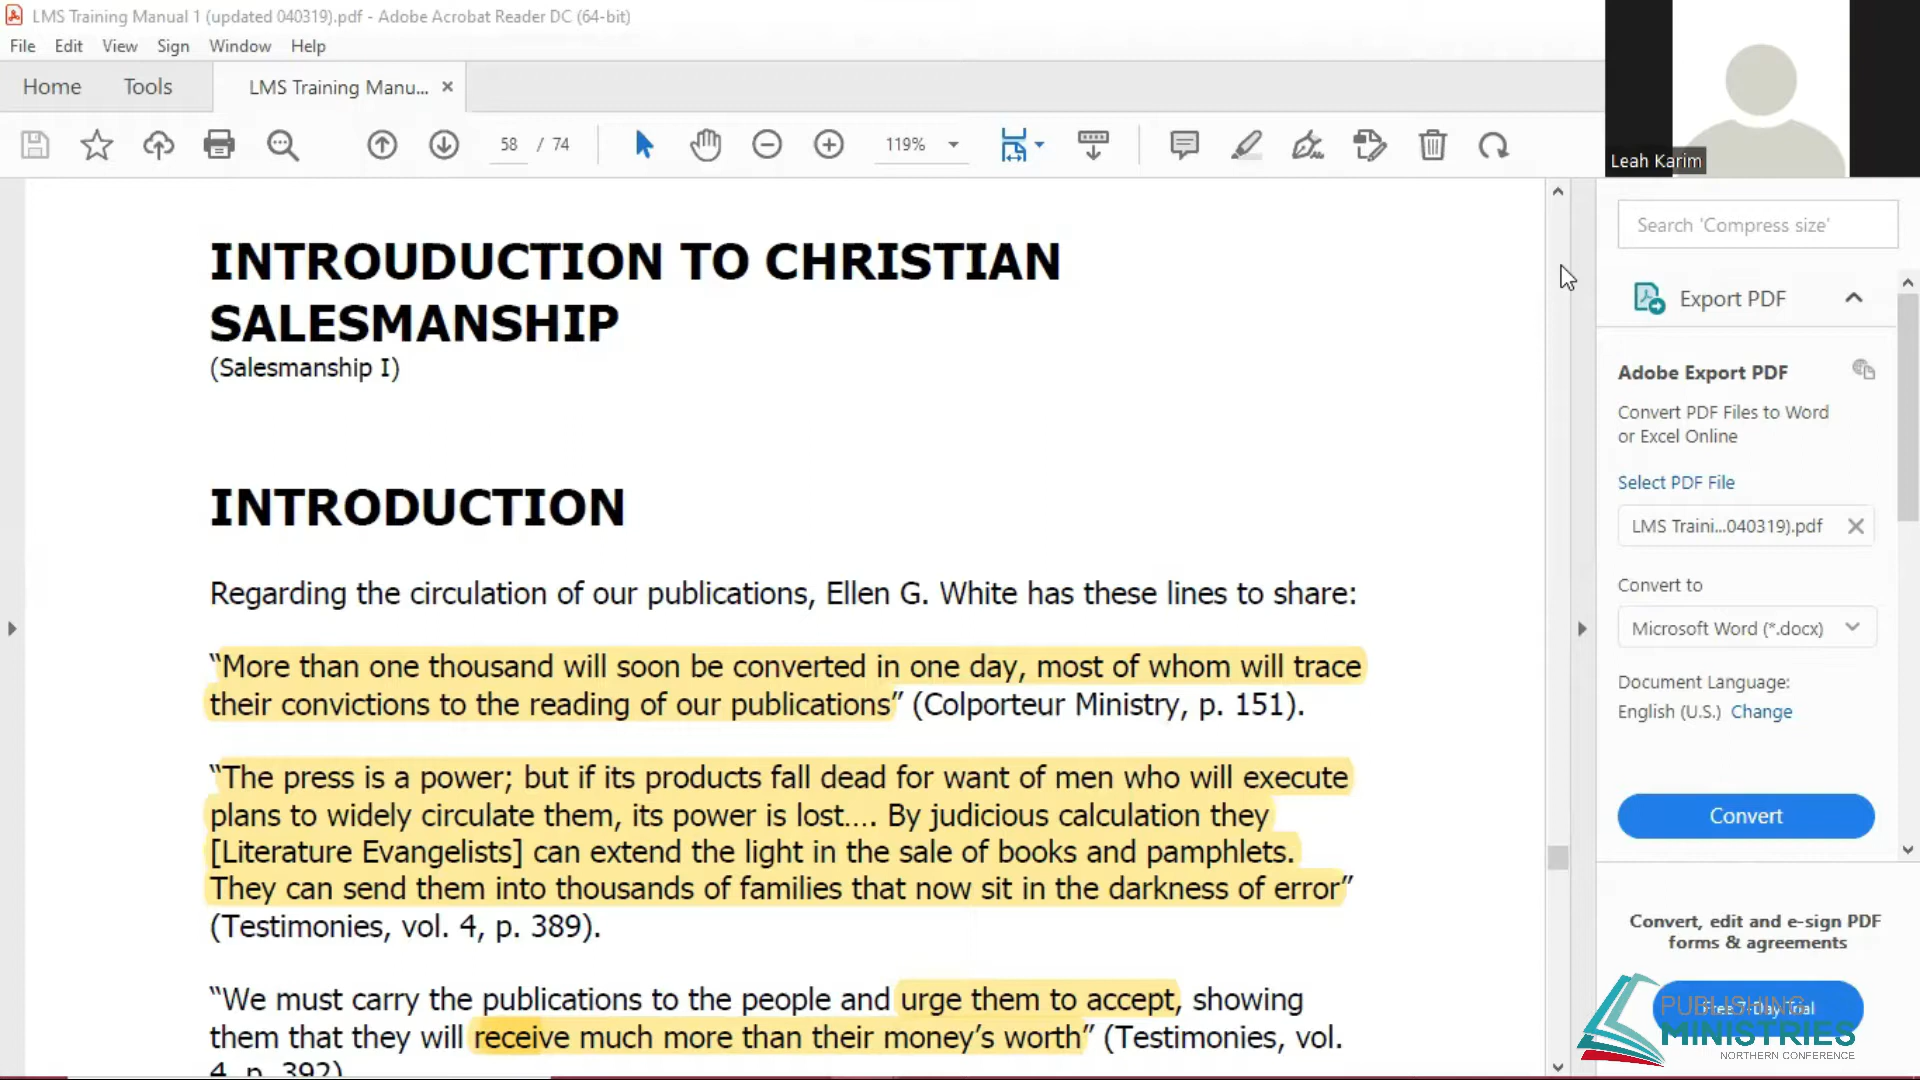 LMS Training Manual 1 (updated 040319).pdf - Adobe Acrobat Reader DC (64-bit)
File Edit View Sign Window Help
Home Tools LMS Training Manu... ×
58 / 74 119%
Leah Karim
INTROUDUCTION TO CHRISTIAN
SALESMANSHIP
(Salesmanship I)
INTRODUCTION
Regarding the circulation of our publications, Ellen G. White has these lines to share:
“More than one thousand will soon be converted in one day, most of whom will trace
their convictions to the reading of our publications” (Colporteur Ministry, p. 151).
“The press is a power; but if its products fall dead for want of men who will execute
plans to widely circulate them, its power is lost…. By judicious calculation they
[Literature Evangelists] can extend the light in the sale of books and pamphlets.
They can send them into thousands of families that now sit in the darkness of error”
(Testimonies, vol. 4, p. 389).
“We must carry the publications to the people and urge them to accept, showing
them that they will receive much more than their money’s worth” (Testimonies, vol.
4, p. 392)
Search 'Compress size'
Export PDF
Adobe Export PDF
Convert PDF Files to Word
or Excel Online
Select PDF File
LMS Traini...040319).pdf
Convert to
Microsoft Word (*.docx)
Document Language:
English (U.S.) Change
Convert
Convert, edit and e-sign PDF
forms & agreements
Free 7-Day Trial
PUBLISHING
MINISTRIES
NORTHERN CONFERENCE